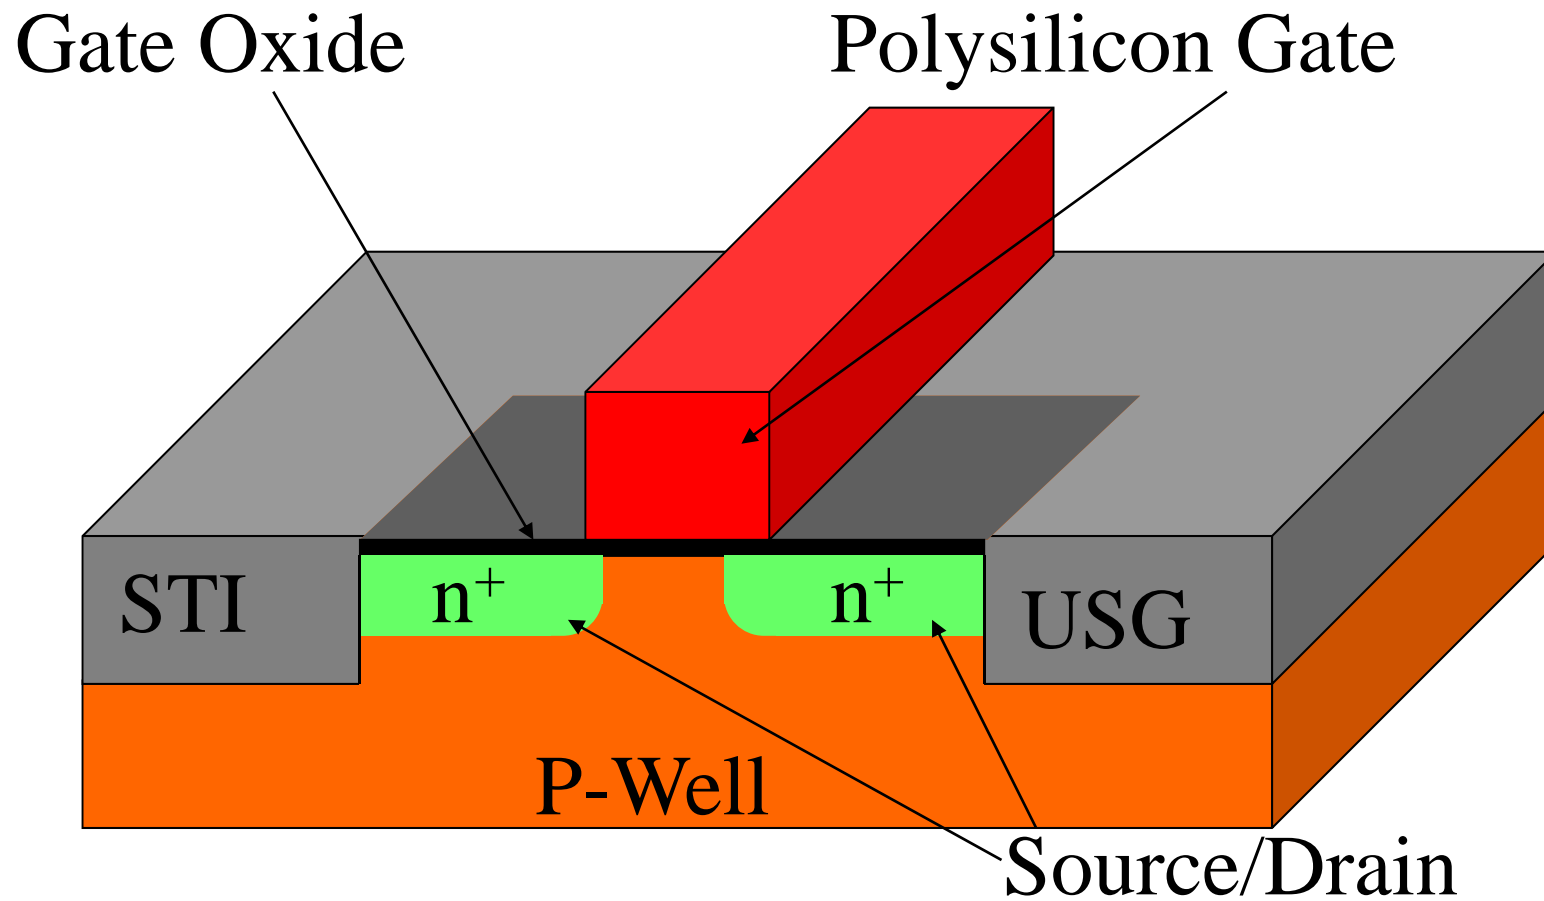 Gate Oxide
Polysilicon Gate
STI
n+
n+
USG
P-Well
Source/Drain